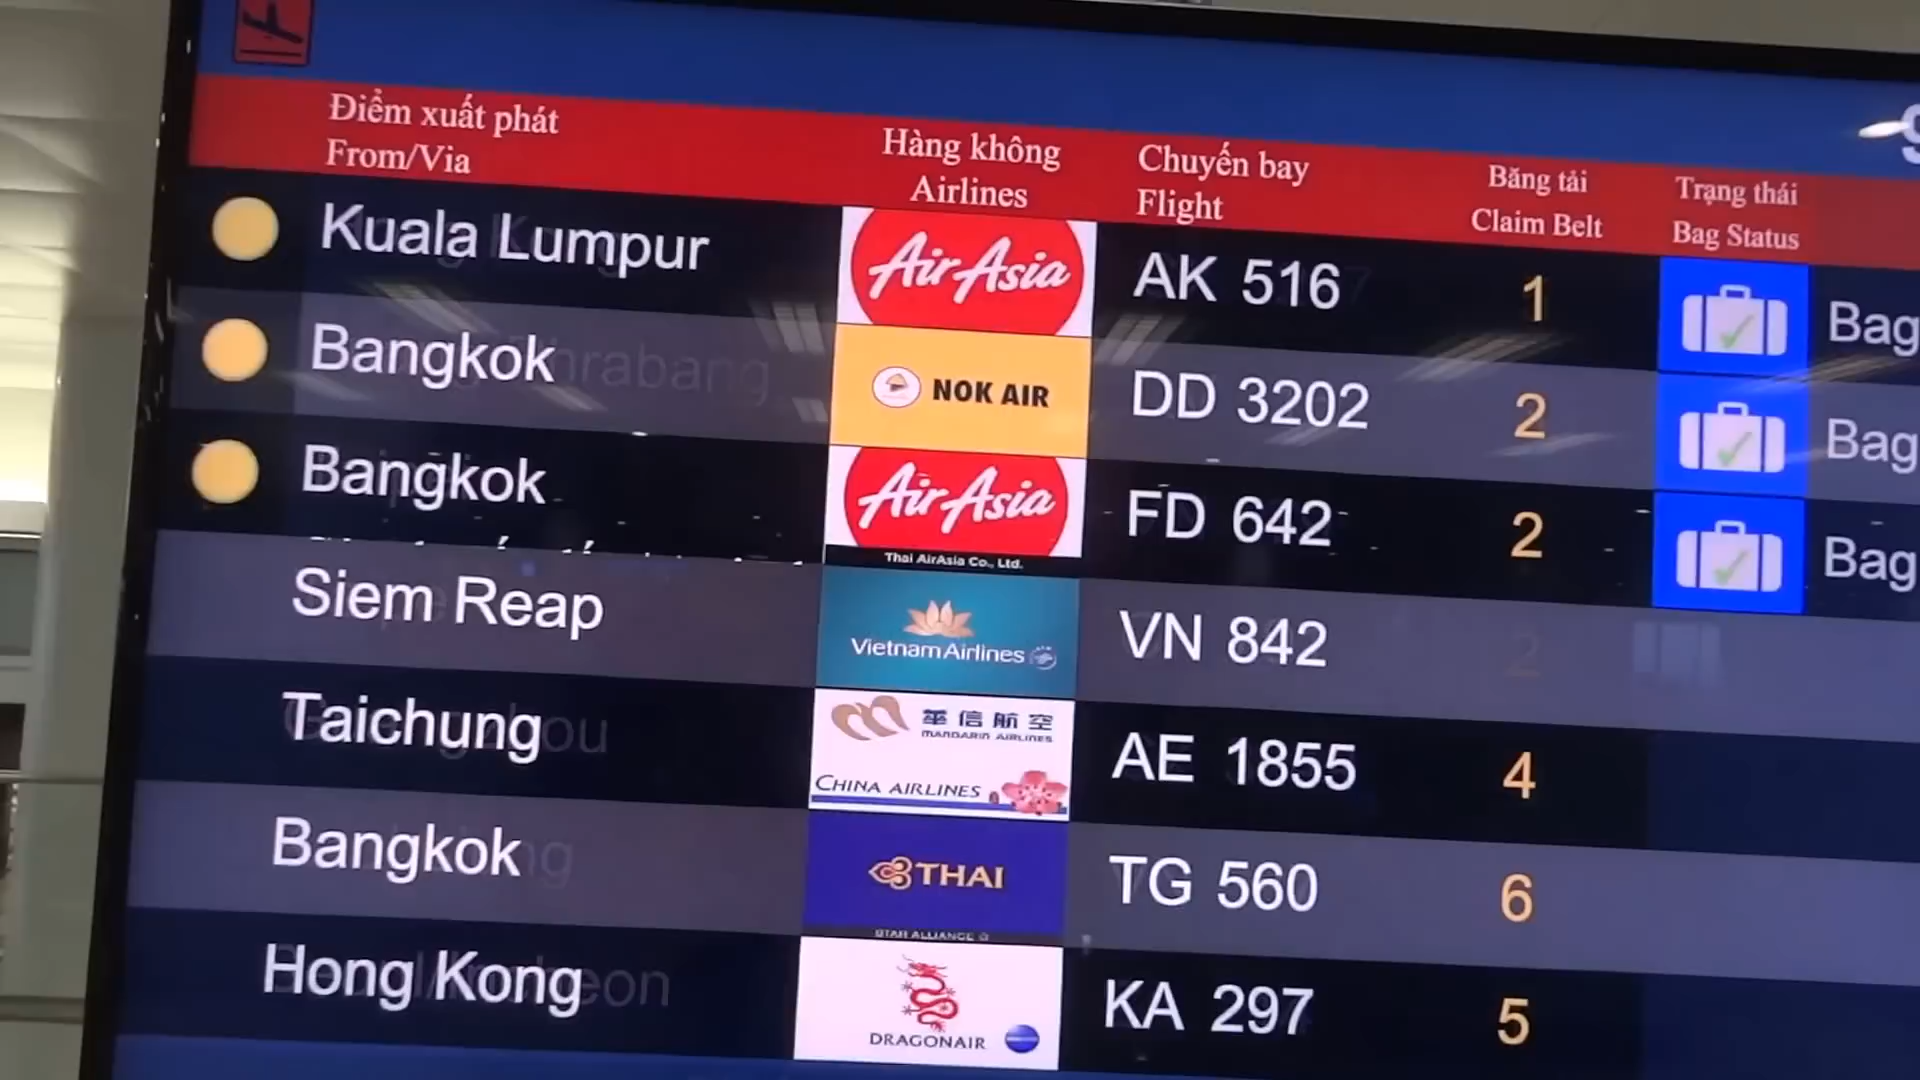 Điểm xuất phát
From/Via
Hàng không
Airlines
Chuyến bay
Flight
Băng tải
Claim Belt
Trạng thái
Bag Status
Kuala Lumpur AirAsia AK 516 1 Bag
Bangkok NOK AIR DD 3202 2 Bag
Bangkok AirAsia FD 642 2 Bag
Thai AirAsia Co., Ltd.
Siem Reap Vietnam Airlines VN 842
Taichung 華信航空 AE 1855 4
MANDARIN AIRLINES
CHINA AIRLINES
Bangkok THAI TG 560 6
STAR ALLIANCE
Hong Kong DRAGONAIR KA 297 5